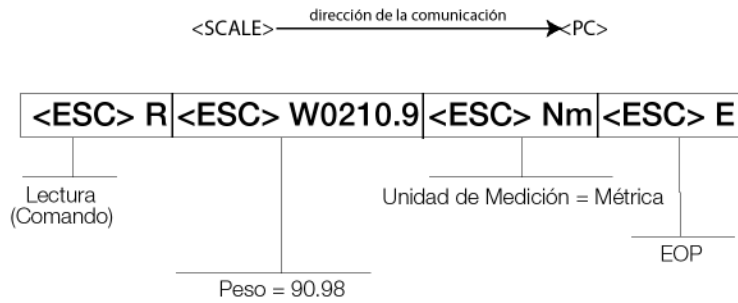 dirección de la comunicación
<SCALE> <PC>
<ESC> R <ESC> W0210.9 <ESC> Nm <ESC> E
Lectura
(Comando)
Unidad de Medición = Métrica
EOP
Peso = 90.98